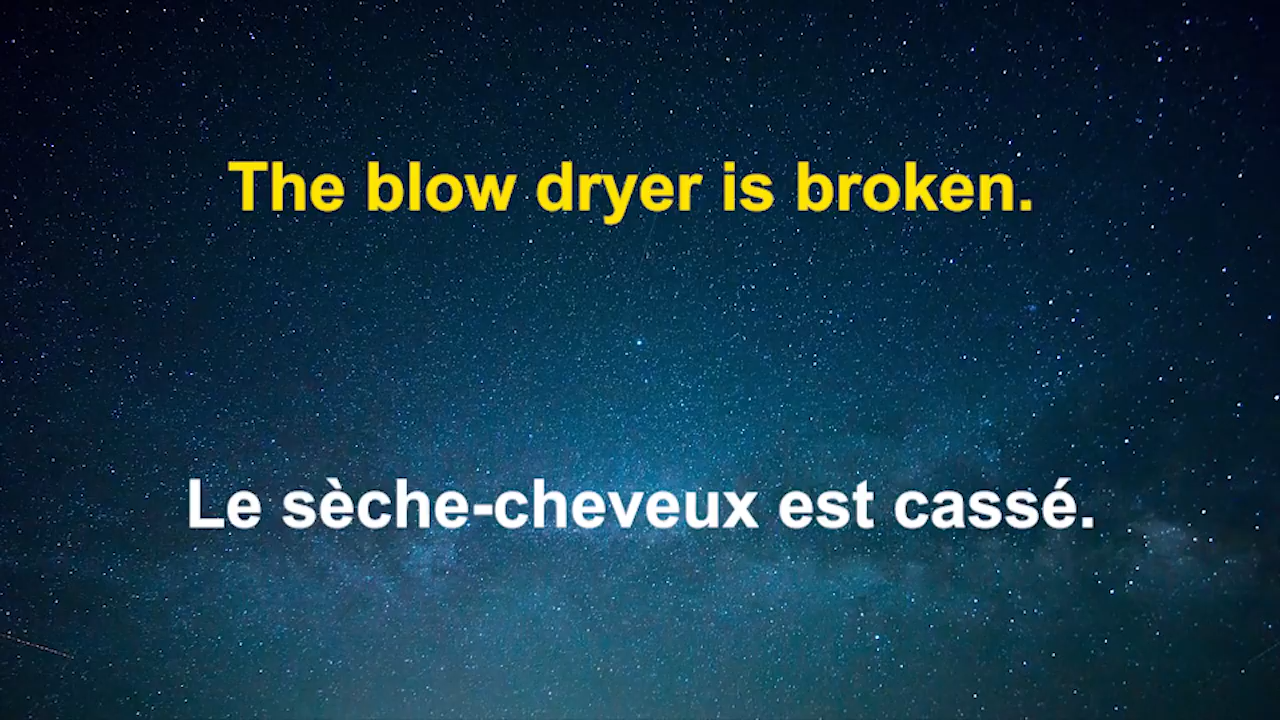 The blow dryer is broken.
Le sèche-cheveux est cassé.